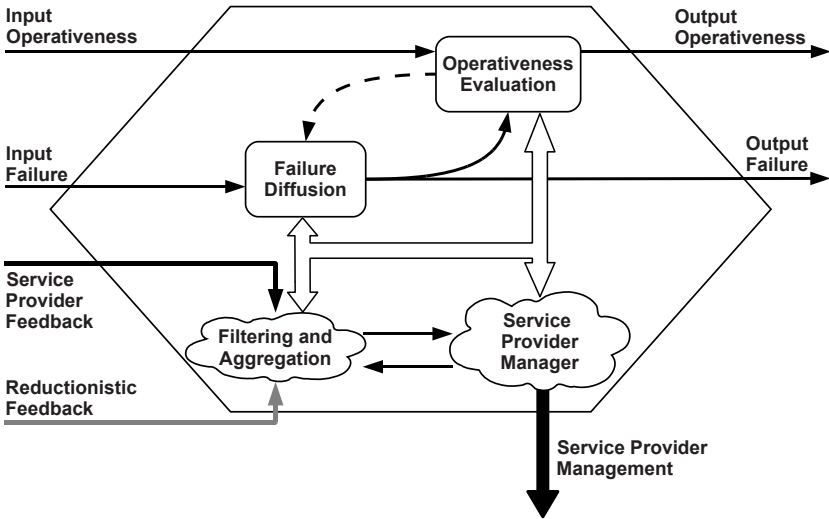 Input
Operativeness
Output
Operativeness
Operativeness
Evaluation
Input
Failure
Failure
Diffusion
Output
Failure
Service
Provider
Feedback
Filtering and
Aggregation
Service
Provider
Manager
Reductionistic
Feedback
Service Provider
Management